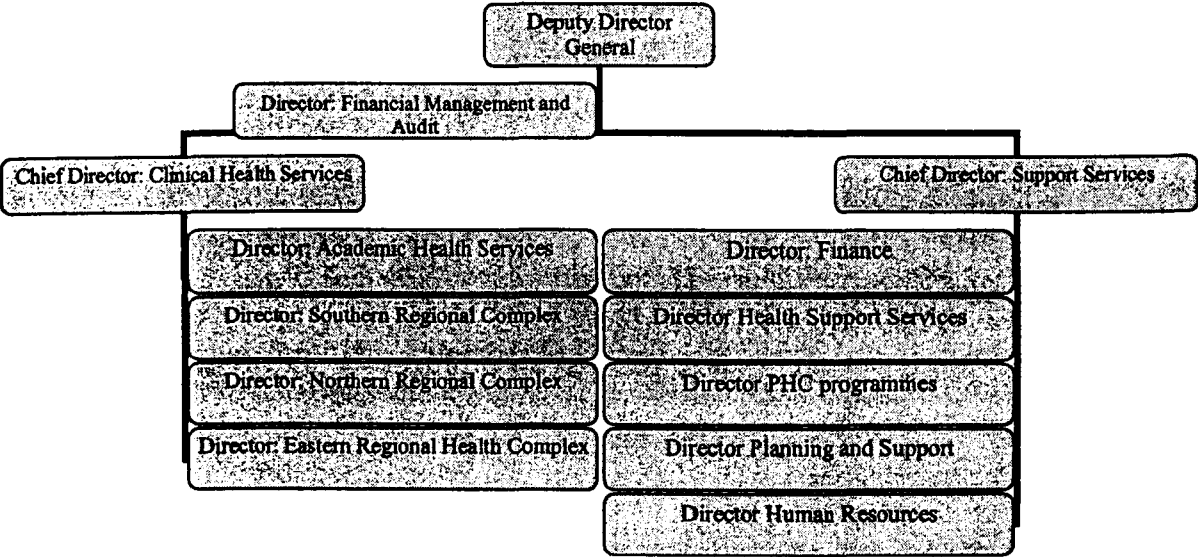 Deputy Director
General
Director: Financial Management and
Audit
Chief Director: Clinical Health Services
Chief Director: Support Services
Director: Academic Health Services
Director: Finance
Director: Southern Regional Complex
Director Health Support Services
Director: Northern Regional Complex
Director PHC programmes
Director: Eastern Regional Health Complex
Director Planning and Support
Director Human Resources